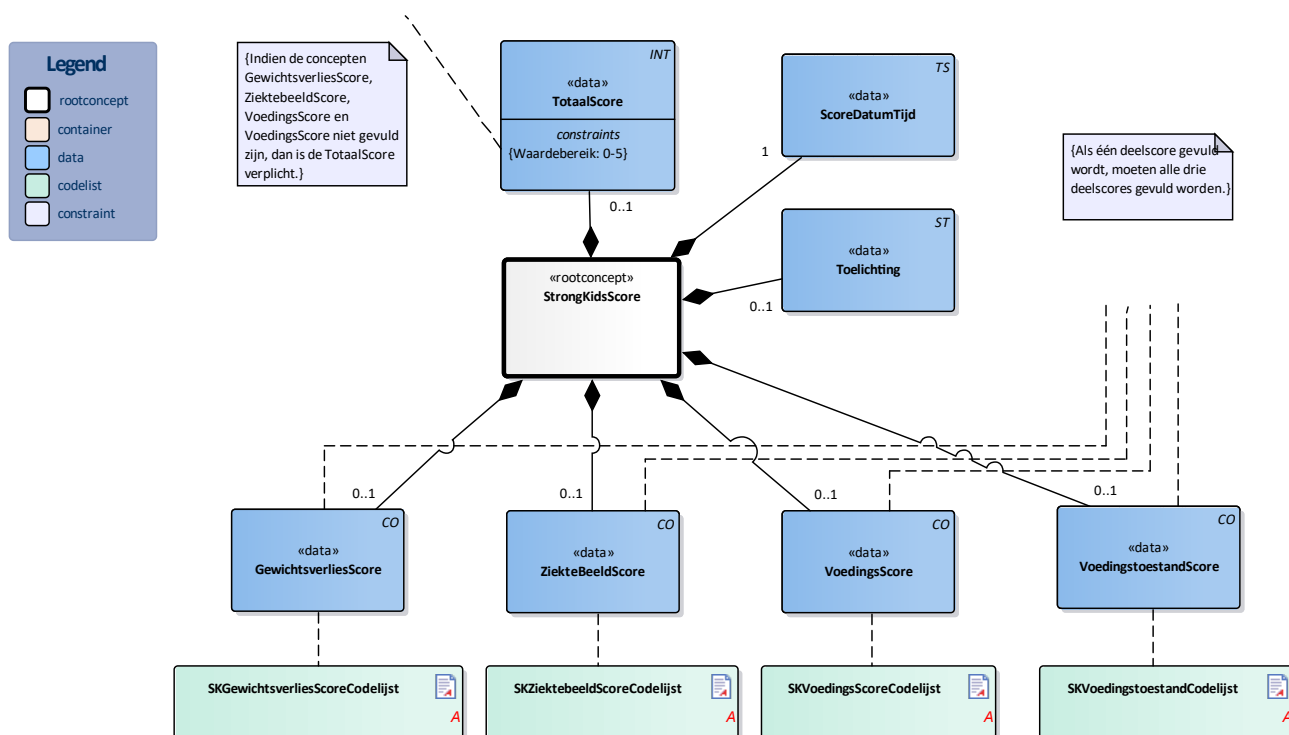 Legend
rootconcept
container
data
codelist
constraint
{Indien de concepten
GewichtsverliesScore,
ZiektebeeldScore,
VoedingsScore en
VoedingsScore niet gevuld
zijn, dan is de TotaalScore
verplicht.}
INT
«data»
TotaalScore
constraints
{Waardebereik: 0-5}
0..1
TS
«data»
ScoreDatumTijd
1
{Als één deelscore gevuld
wordt, moeten alle drie
deelscores gevuld worden.}
ST
«data»
Toelichting
0..1
«rootconcept»
StrongKidsScore
0..1
0..1
0..1
0..1
CO
«data»
GewichtsverliesScore
CO
«data»
ZiekteBeeldScore
CO
«data»
VoedingsScore
CO
«data»
VoedingstoestandScore
SKGewichtsverliesScoreCodelijst
A
SKZiektebeeldScoreCodelijst
A
SKVoedingsScoreCodelijst
A
SKVoedingstoestandCodelijst
A